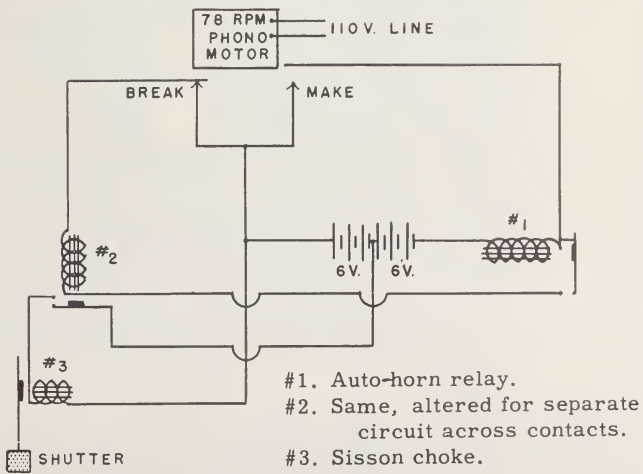 78 RPM
PHONO
MOTOR
110 V. LINE
BREAK
MAKE
#1
#2
6V. 6V.
#3
SHUTTER
#1. Auto-horn relay.
#2. Same, altered for separate
circuit across contacts.
#3. Sisson choke.